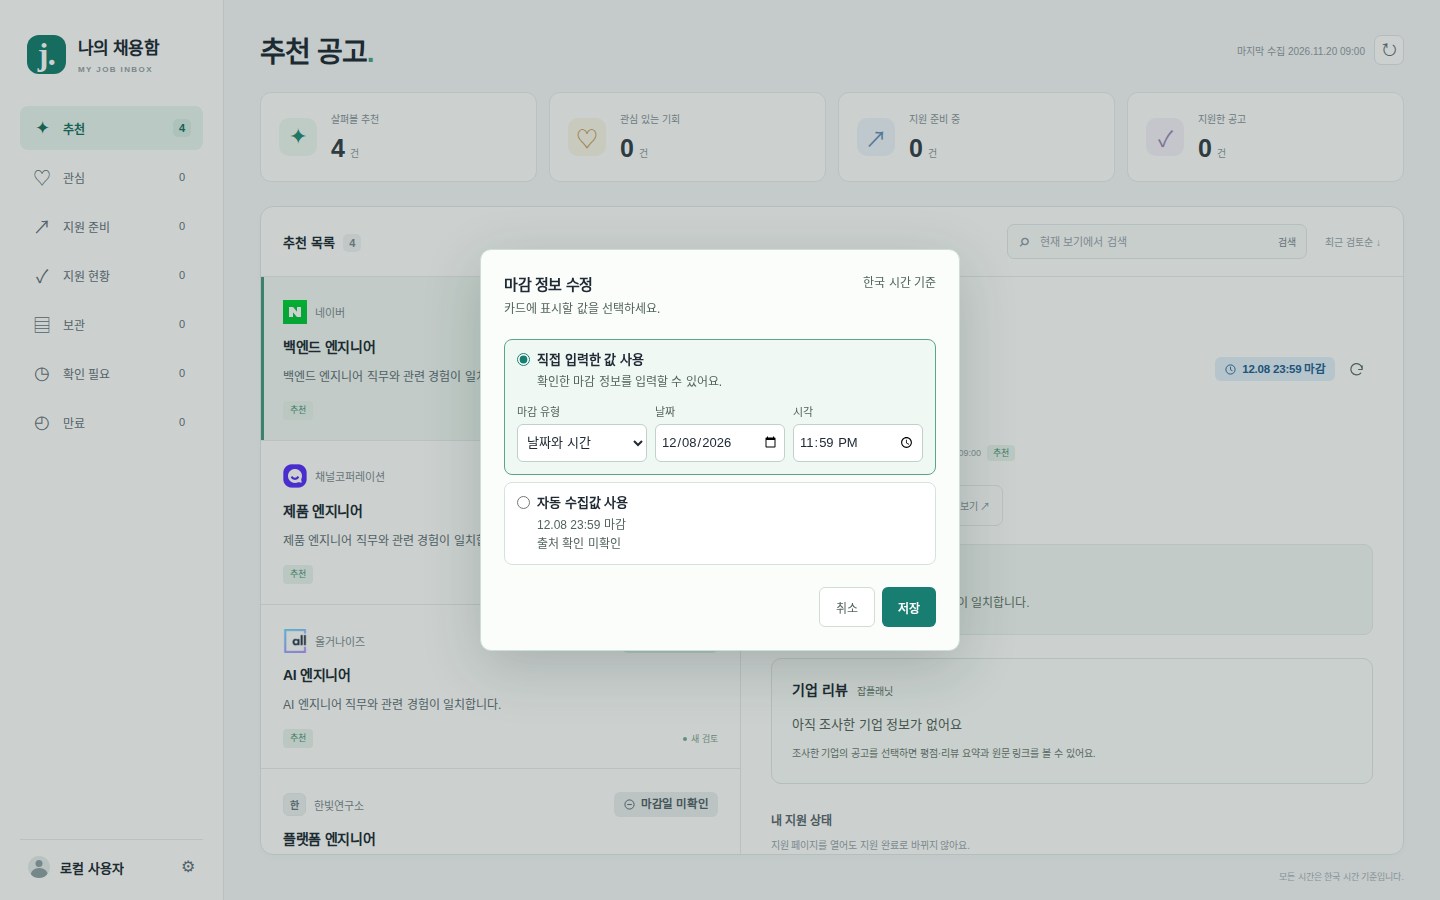 j.
나의 채용함
MY JOB INBOX
추천 4
관심 0
지원 준비 0
지원 현황 0
보관 0
확인 필요 0
만료 0
로컬 사용자
추천 공고.
마지막 수집 2026.11.20 09:00
살펴볼 추천
4 건
관심 있는 기회
0 건
지원 준비 중
0 건
지원한 공고
0 건
추천 목록 4
현재 보기에서 검색 검색 최근 검토순 ↓
네이버
백엔드 엔지니어
백엔드 엔지니어 직무와 관련 경험이
추천
채널코퍼레이션
제품 엔지니어
제품 엔지니어 직무와 관련 경험이
추천
all
올거나이즈
AI 엔지니어
AI 엔지니어 직무와 관련 경험이 일치합니다.
추천
새 검토
한
한빛연구소
마감일 미확인
플랫폼 엔지니어
마감 정보 수정
한국 시간 기준
카드에 표시할 값을 선택하세요.
직접 입력한 값 사용
확인한 마감 정보를 입력할 수 있어요.
마감 유형 날짜 시각
날짜와 시간 12/08/2026 11:59 PM
자동 수집값 사용
12.08 23:59 마감
출처 확인 미확인
취소 저장
12.08 23:59 마감
09:00 추천
보기 ↗
일치합니다.
기업 리뷰 잡플래닛
아직 조사한 기업 정보가 없어요
조사한 기업의 공고를 선택하면 평점·리뷰 요약과 원문 링크를 볼 수 있어요.
내 지원 상태
지원 페이지를 열어도 지원 완료로 바뀌지 않아요.
모든 시간은 한국 시간 기준입니다.